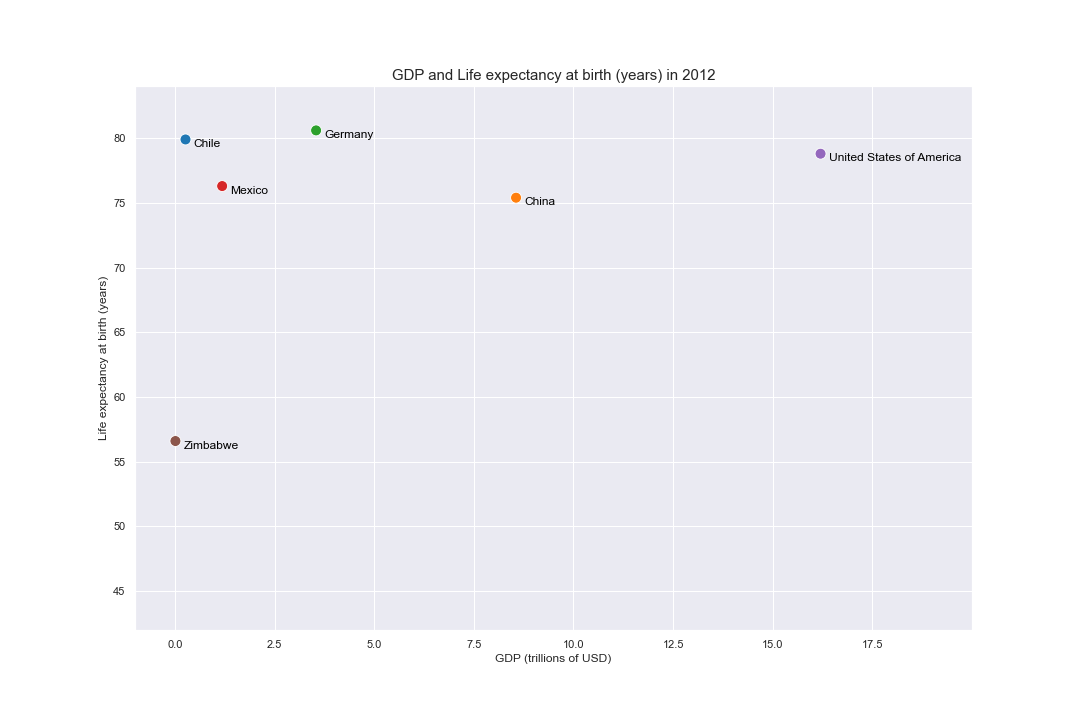 GDP and Life expectancy at birth (years) in 2012
Life expectancy at birth (years)
80
75
70
65
60
55
50
45
Chile
Germany
United States of America
Mexico
China
Zimbabwe
0.0 2.5 5.0 7.5 10.0 12.5 15.0 17.5
GDP (trillions of USD)